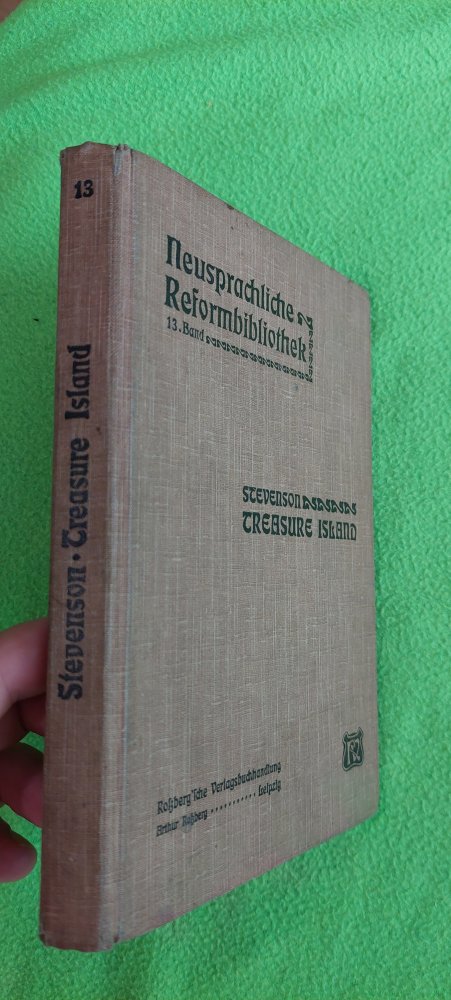 13
Stevenson · Treasure Island
Neusprachliche
Reformbibliothek
13. Band
STEVENSON
TREASURE ISLAND
Roßberg'sche Verlagsbuchhandlung
Arthur Roßberg ........... Leipzig